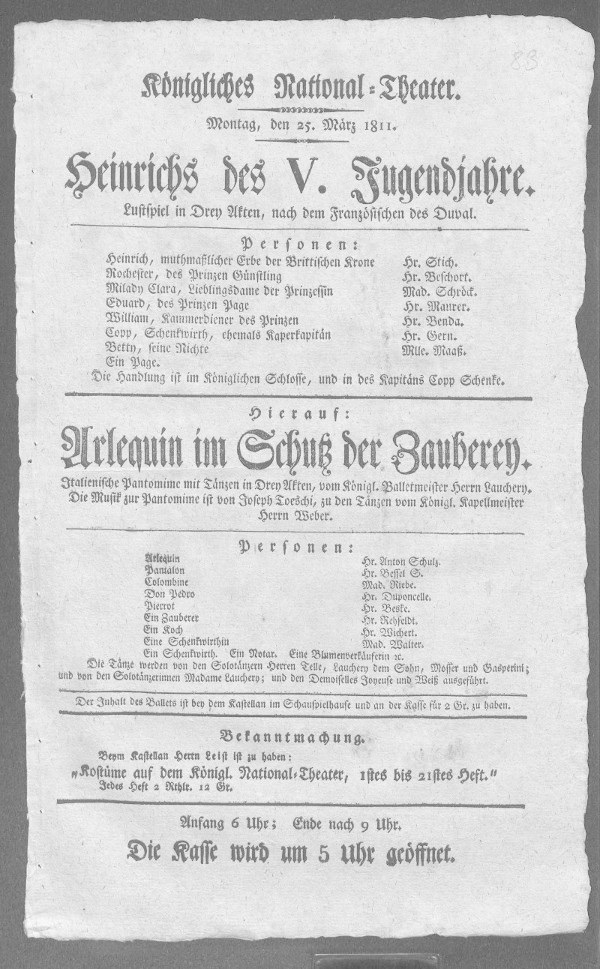 83
Königliches National-Theater.
Montag, den 25. März 1811.
Heinrichs des V. Jugendjahre.
Lustspiel in Drey Akten, nach dem Französischen des Duval.
Personen:
Heinrich, muthmaßlicher Erbe der Brittischen Krone Hr. Stich.
Rochester, des Prinzen Günstling Hr. Beschort.
Milady Clara, Lieblingsdame der Prinzessin Mad. Schröck.
Eduard, des Prinzen Page Hr. Maurer.
William, Kammerdiener des Prinzen Hr. Benda.
Copp, Schenkwirth, ehemals Kaperkapitän Hr. Gern.
Betty, seine Nichte Mlle. Maaß.
Ein Page.
Die Handlung ist im Königlichen Schlosse, und in des Kapitäns Copp Schenke.
Hierauf:
Arlequin im Schutz der Zauberey.
Italienische Pantomime mit Tänzen in Drey Akten, vom Königl. Balletmeister Herrn Lauchery.
Die Musik zur Pantomime ist von Joseph Toeschi, zu den Tänzen vom Königl. Kapellmeister
Herrn Weber.
Personen:
Arlequin Hr. Anton Schulz.
Pantalon Hr. Bessel S.
Colombine Mad. Riebe.
Don Pedro Hr. Duponcelle.
Pierrot Hr. Beske.
Ein Zauberer Hr. Rehfeldt.
Ein Koch Hr. Wichert.
Eine Schenkwirthin Mad. Walter.
Ein Schenkwirth. Ein Notar. Eine Blumenverkäuferin ꝛc.
Die Tänze werden von den Solotänzern Herren Telle, Lauchery dem Sohn, Mosser und Gasperini;
und von den Solotänzerinnen Madame Lauchery; und den Demoiselles Joyeuse und Weiß ausgeführt.
Der Inhalt des Ballets ist bey dem Kastellan im Schauspielhause und an der Kasse für 2 Gr. zu haben.
Bekanntmachung.
Beym Kastellan Herrn Leist ist zu haben:
„Kostüme auf dem Königl. National-Theater, 1stes bis 21stes Heft.“
Jedes Heft 2 Rthlr. 12 Gr.
Anfang 6 Uhr; Ende nach 9 Uhr.
Die Kasse wird um 5 Uhr geöffnet.